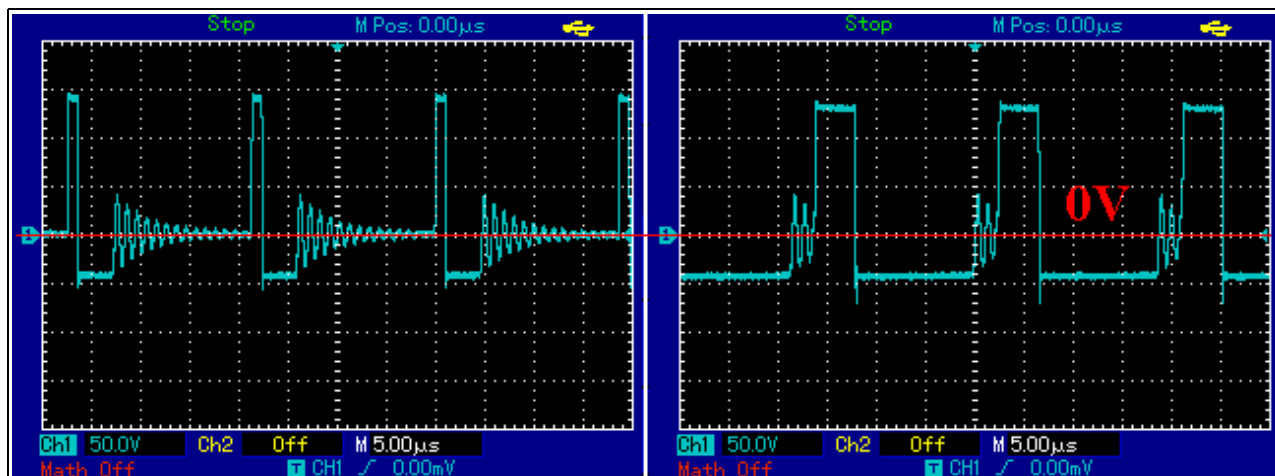 Stop M Pos: 0.00µs
Ch1 50.0V Ch2 Off M 5.00µs
Math Off T CH1 / 0.00mV
Stop M Pos: 0.00µs
0V
Ch1 50.0V Ch2 Off M 5.00µs
Math Off T CH1 / 0.00mV